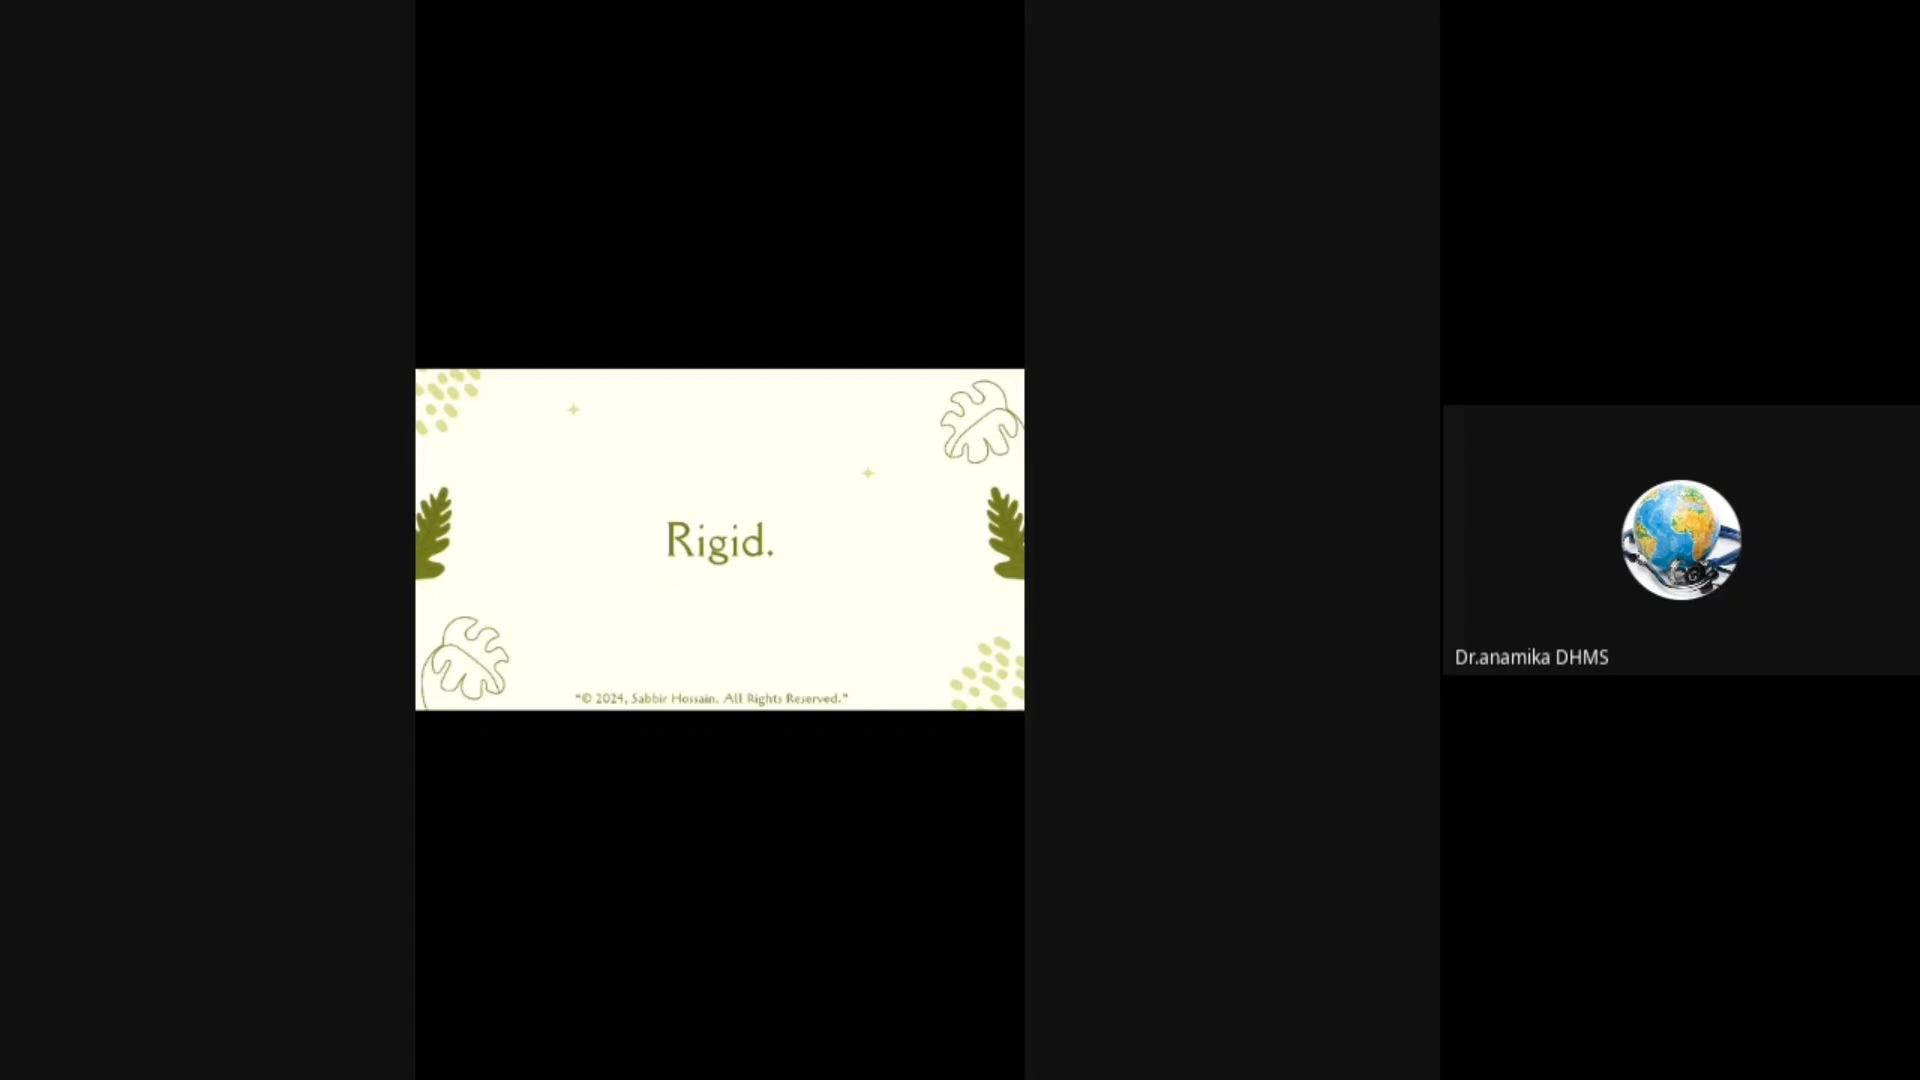 Rigid.
"© 2024, Sabbir Hossain. All Rights Reserved."
Dr.anamika DHMS